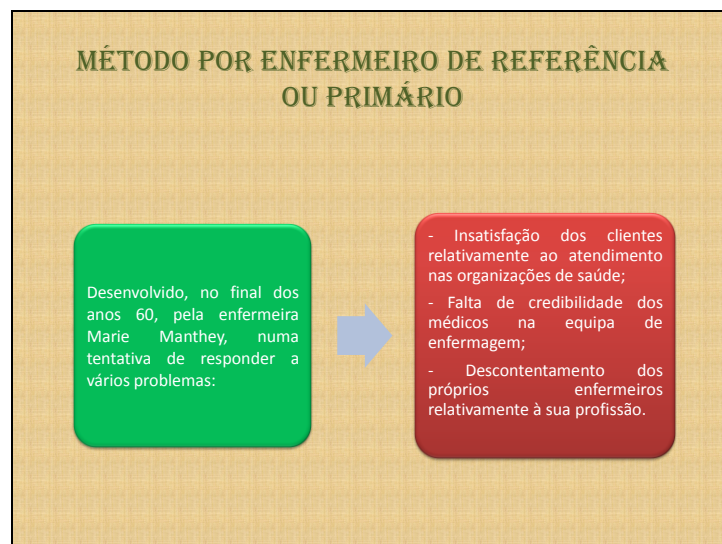 MÉTODO POR ENFERMEIRO DE REFERÊNCIA
OU PRIMÁRIO
Desenvolvido, no final dos
anos 60, pela enfermeira
Marie Manthey, numa
tentativa de responder a
vários problemas:
- Insatisfação dos clientes
relativamente ao atendimento
nas organizações de saúde;
- Falta de credibilidade dos
médicos na equipa de
enfermagem;
- Descontentamento dos
próprios enfermeiros
relativamente à sua profissão.